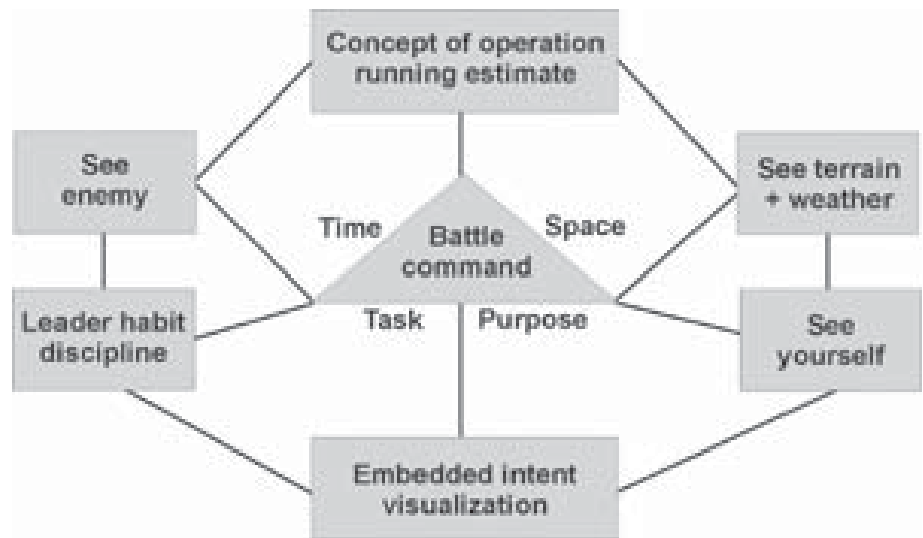 Concept of operation
running estimate
See
enemy
See terrain
+ weather
Time
Space
Battle
command
Leader habit
discipline
Task
Purpose
See
yourself
Embedded intent
visualization